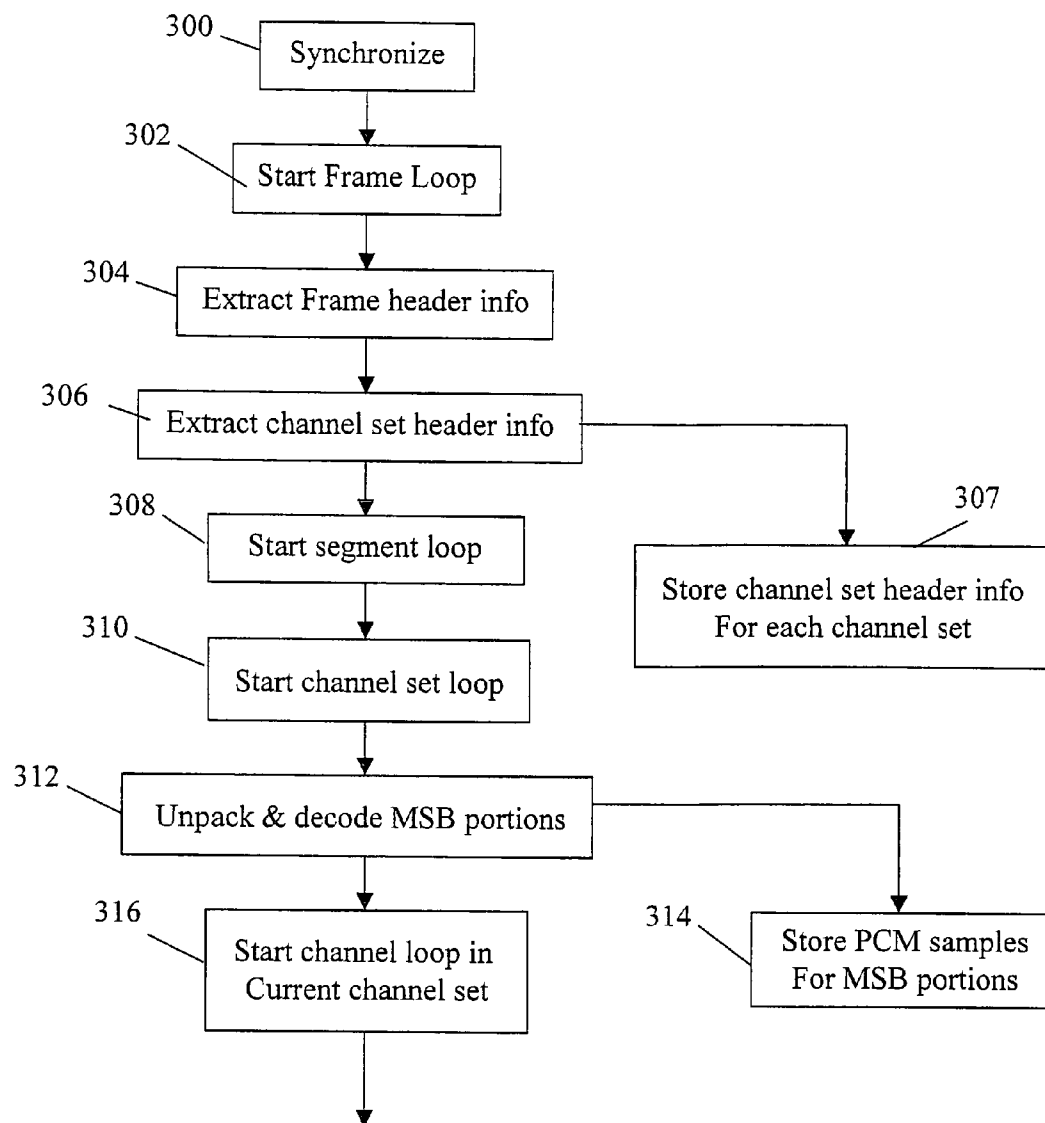 300
Synchronize
302
Start Frame Loop
304
Extract Frame header info
306
Extract channel set header info
308
Start segment loop
307
Store channel set header info
For each channel set
310
Start channel set loop
312
Unpack & decode MSB portions
316
Start channel loop in
Current channel set
314
Store PCM samples
For MSB portions